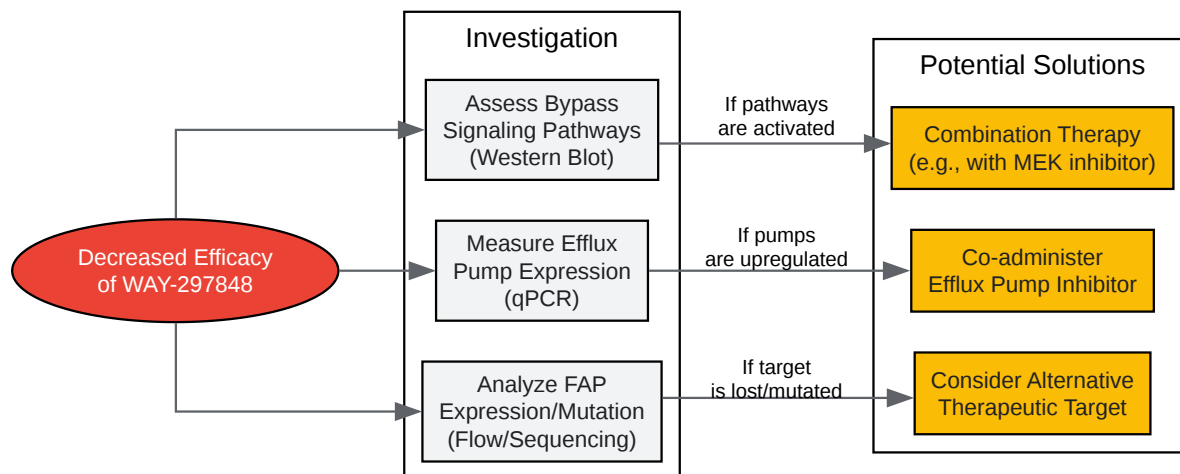 Investigation
Potential Solutions
Decreased Efficacy
of WAY-297848
Assess Bypass
Signaling Pathways
(Western Blot)
If pathways
are activated
Combination Therapy
(e.g., with MEK inhibitor)
Measure Efflux
Pump Expression
(qPCR)
If pumps
are upregulated
Co-administer
Efflux Pump Inhibitor
Analyze FAP
Expression/Mutation
(Flow/Sequencing)
If target
is lost/mutated
Consider Alternative
Therapeutic Target